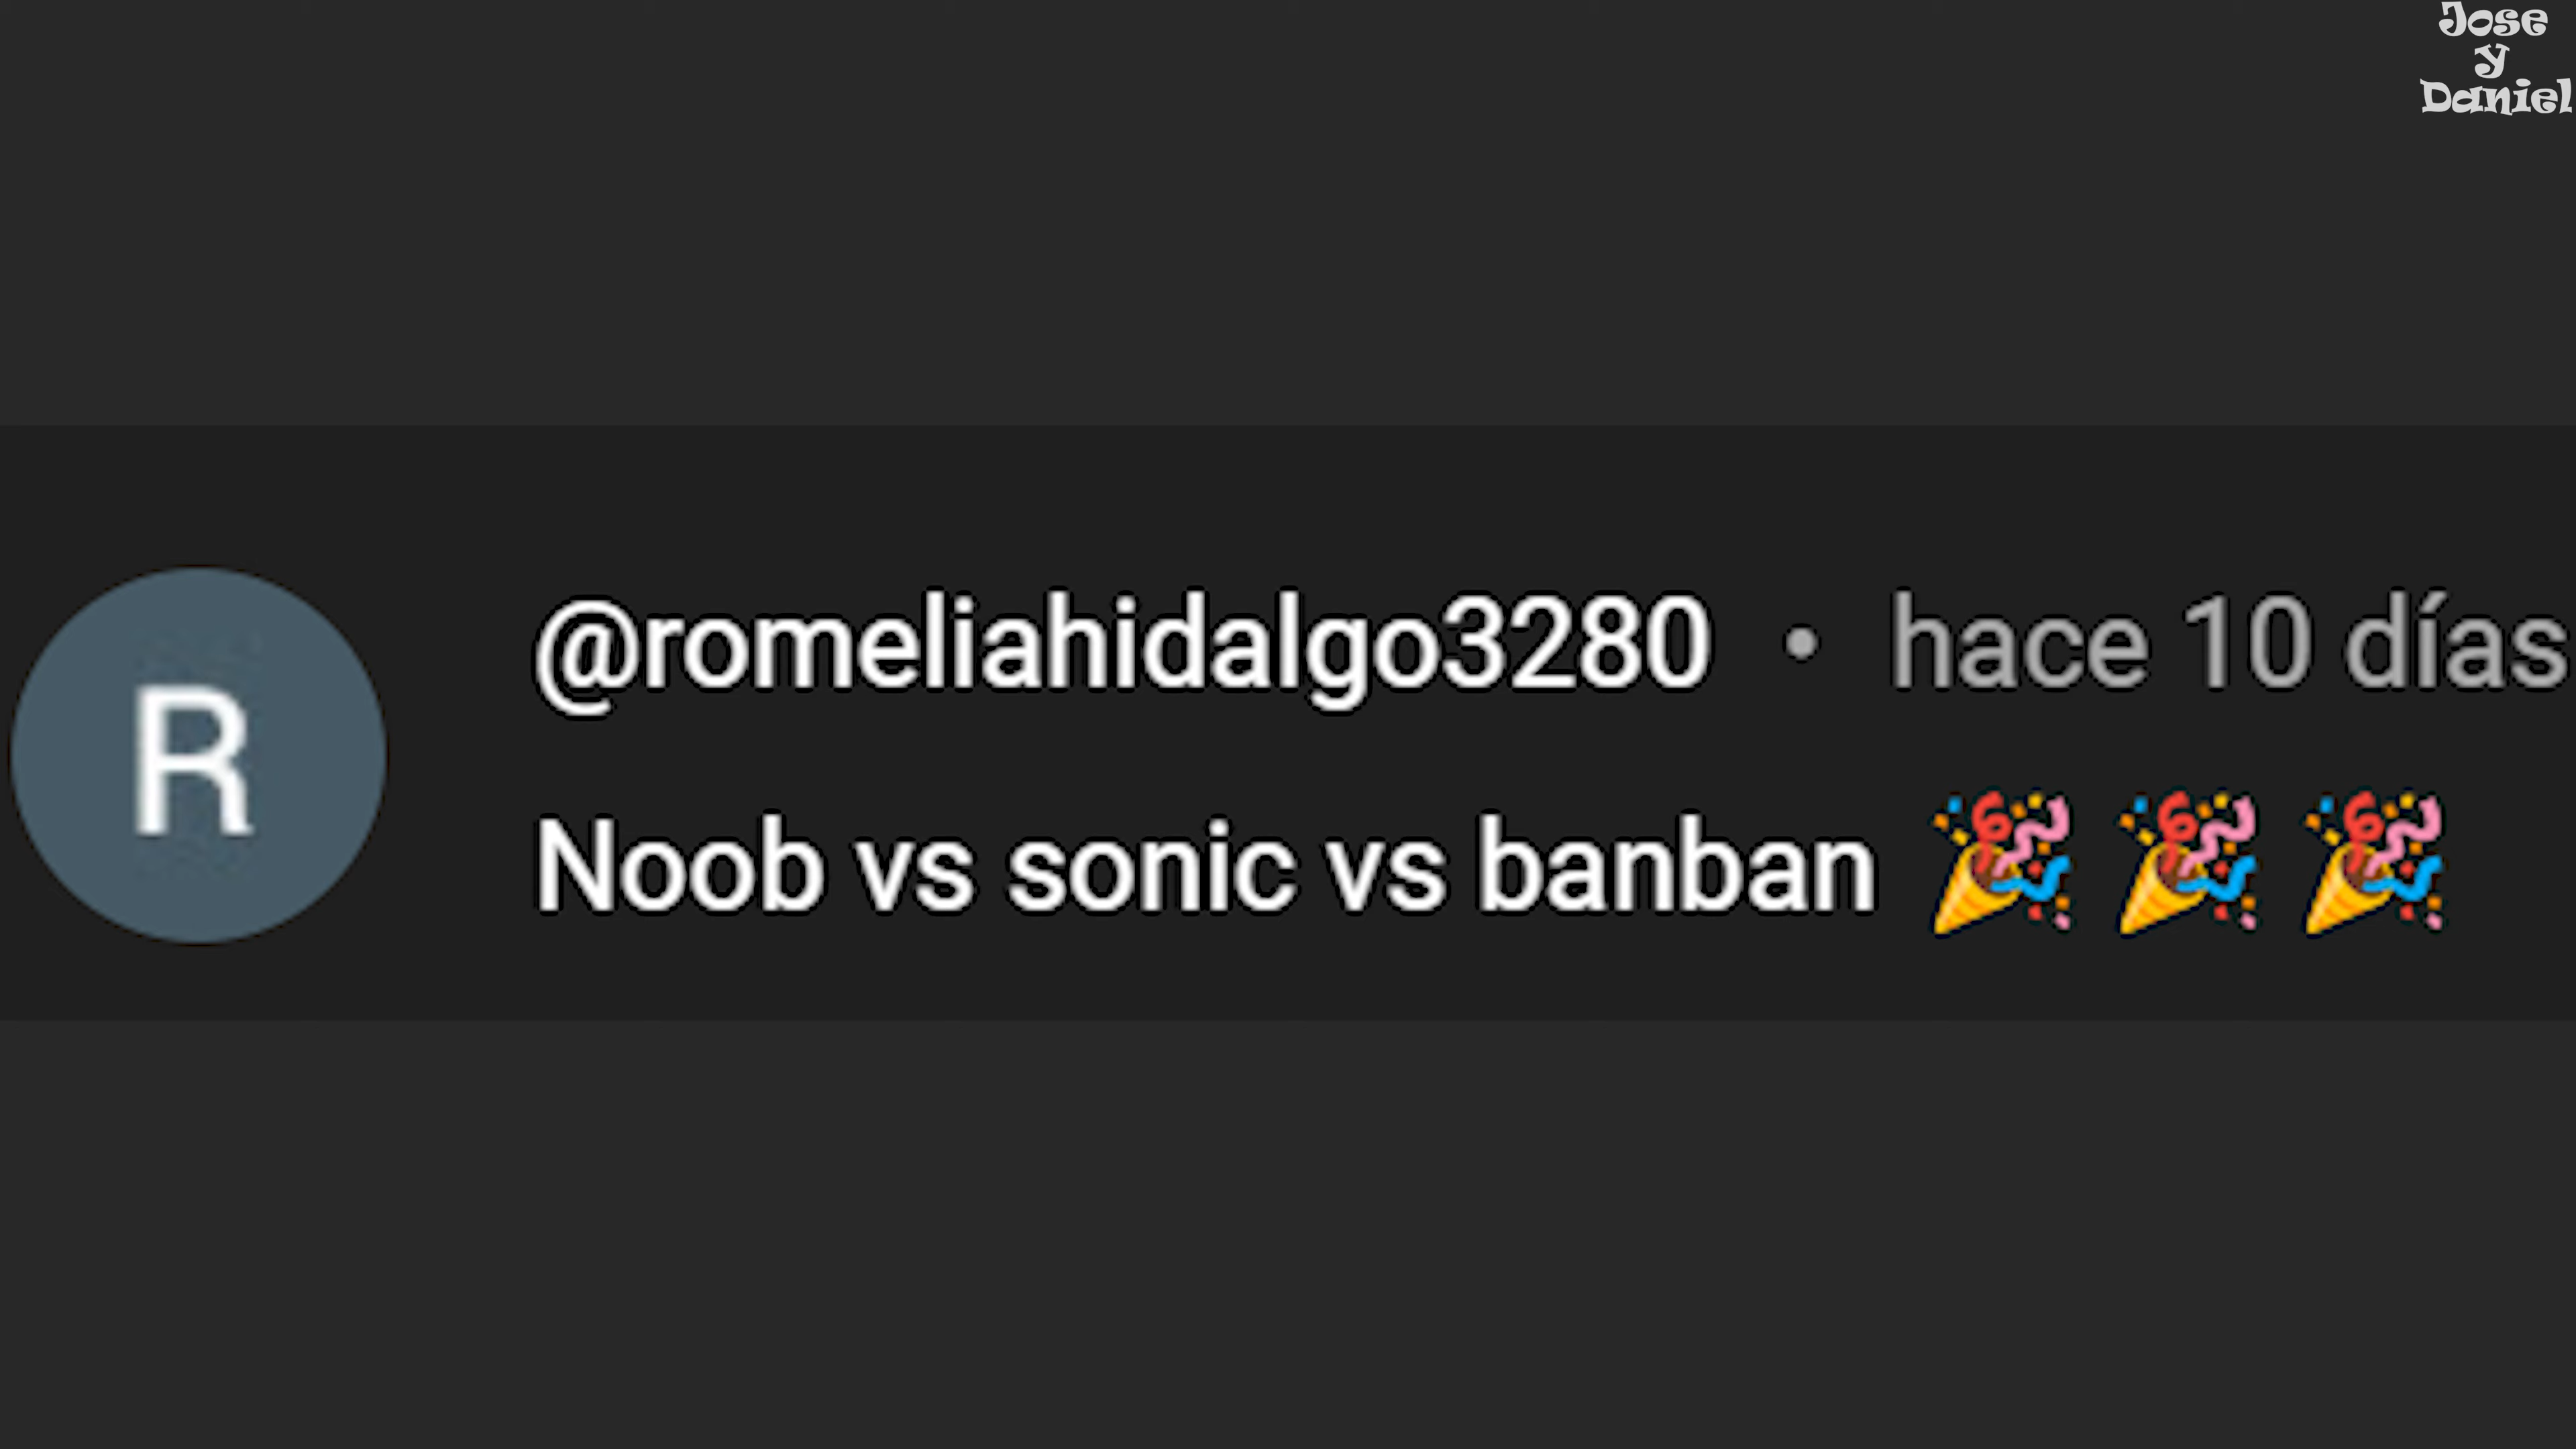 Jose
y
Daniel
R
@romeliahidalgo3280 • hace 10 días
Noob vs sonic vs banban 🎉 🎉 🎉